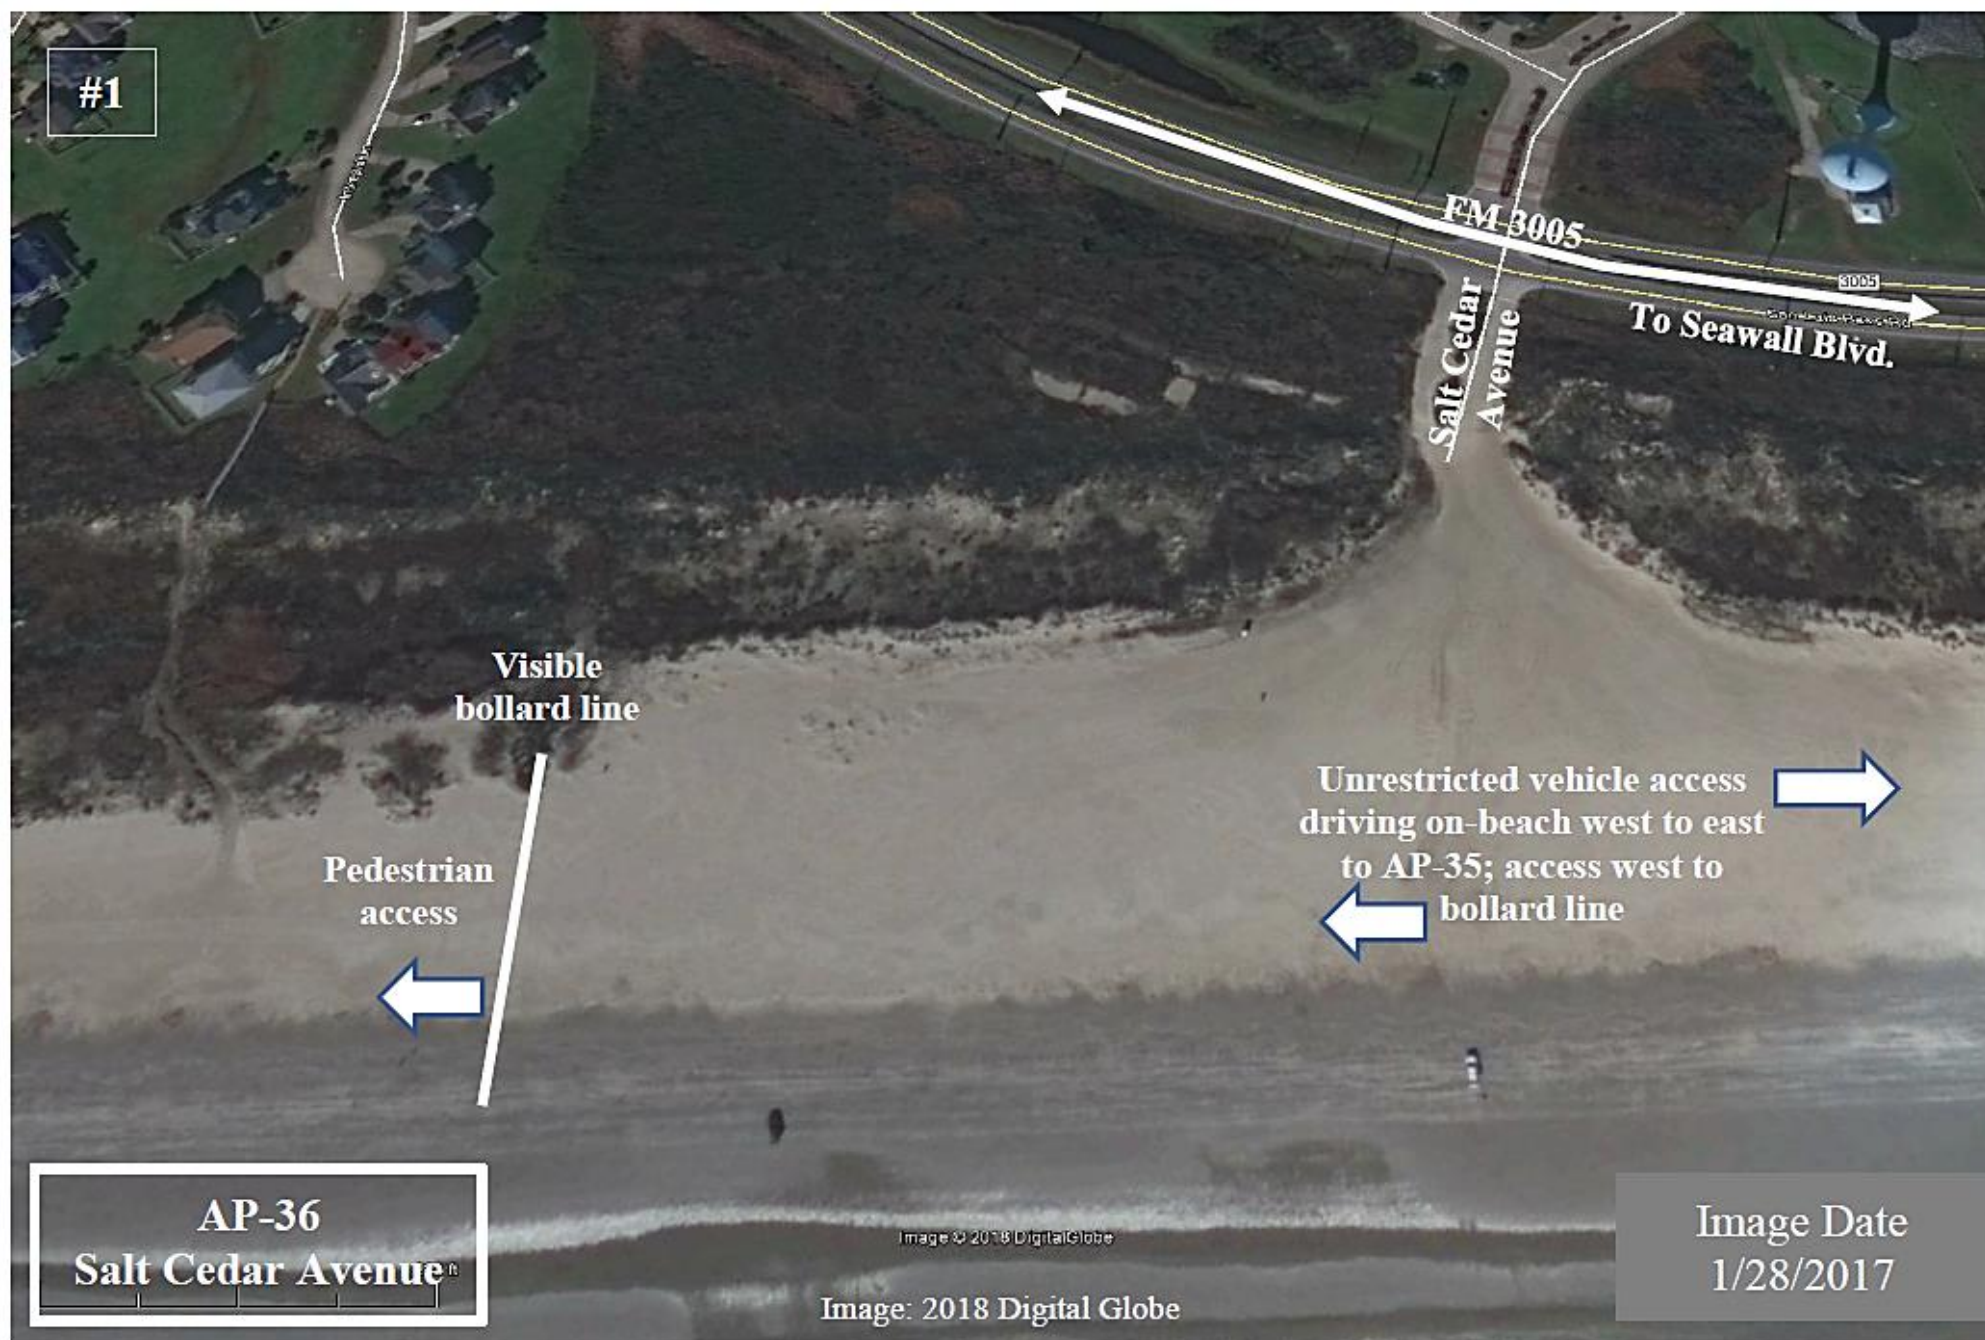 #1
FM 3005
3005
To Seawall Blvd.
Salt Cedar
Avenue
Visible
bollard line
Unrestricted vehicle access
driving on-beach west to east
to AP-35; access west to
bollard line
Pedestrian
access
AP-36
Salt Cedar Avenue
ft
Image © 2018 DigitalGlobe
Image: 2018 Digital Globe
Image Date
1/28/2017